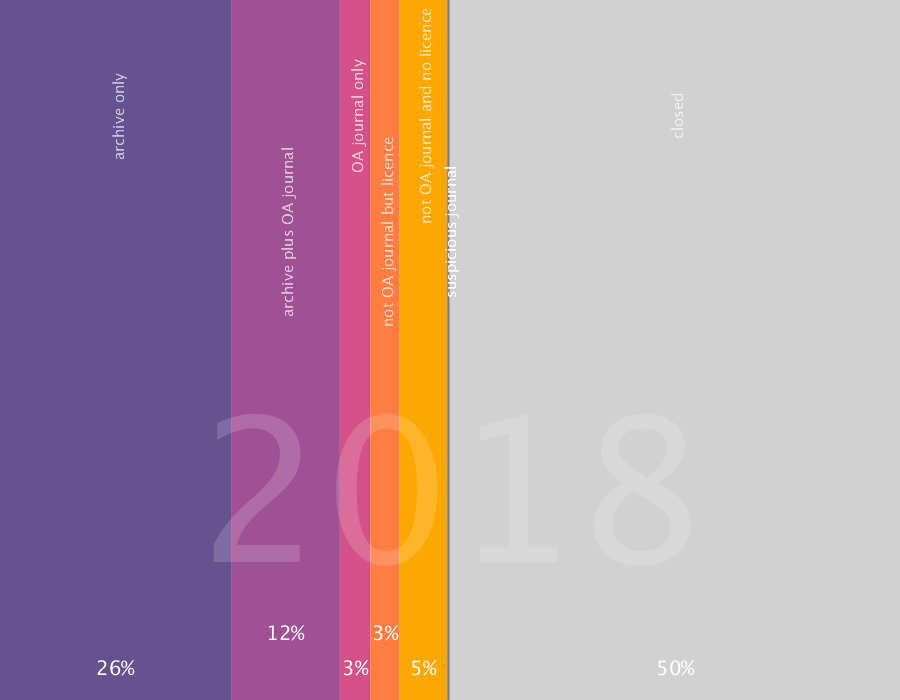 archive only
archive plus OA journal
OA journal only
not OA journal but licence
not OA journal and no licence
suspicious journal
closed
2018
26%
12%
3%
3%
5%
50%